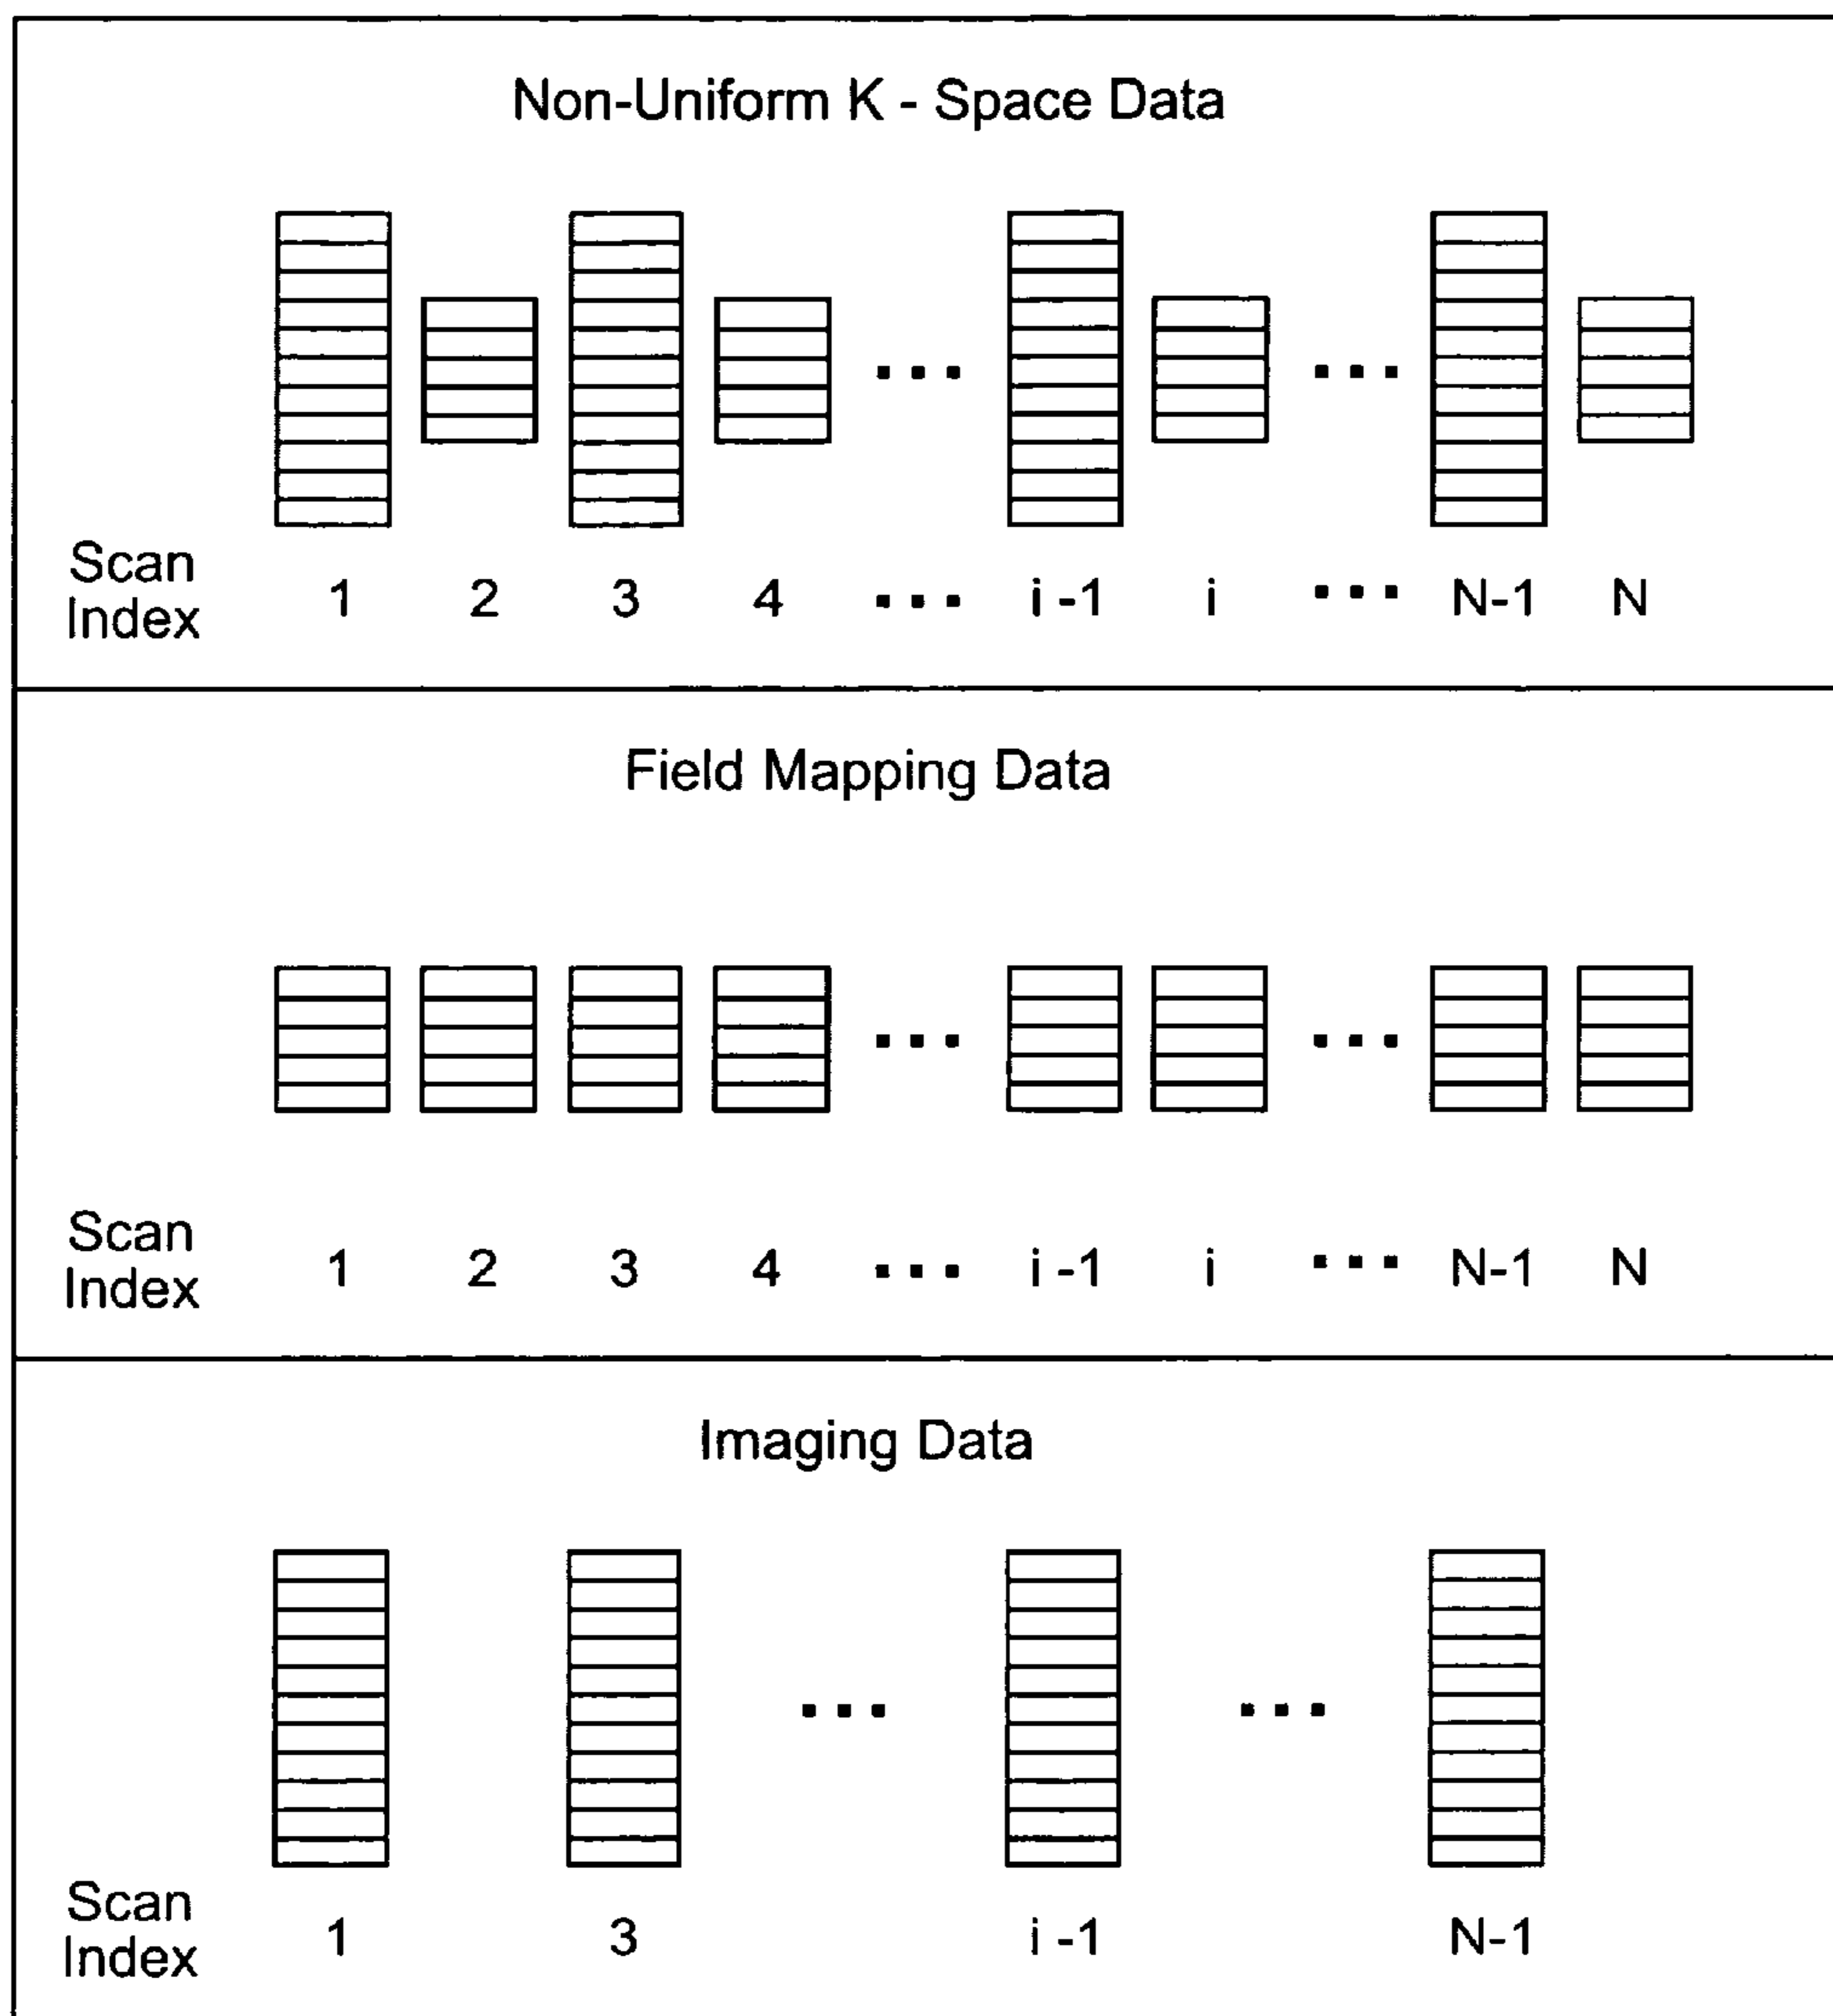 Non-Uniform K - Space Data
Scan
Index 1 2 3 4 ... i -1 i ... N-1 N
Field Mapping Data
Scan
Index 1 2 3 4 ... i -1 i ... N-1 N
Imaging Data
Scan
Index 1 3 i -1 N-1